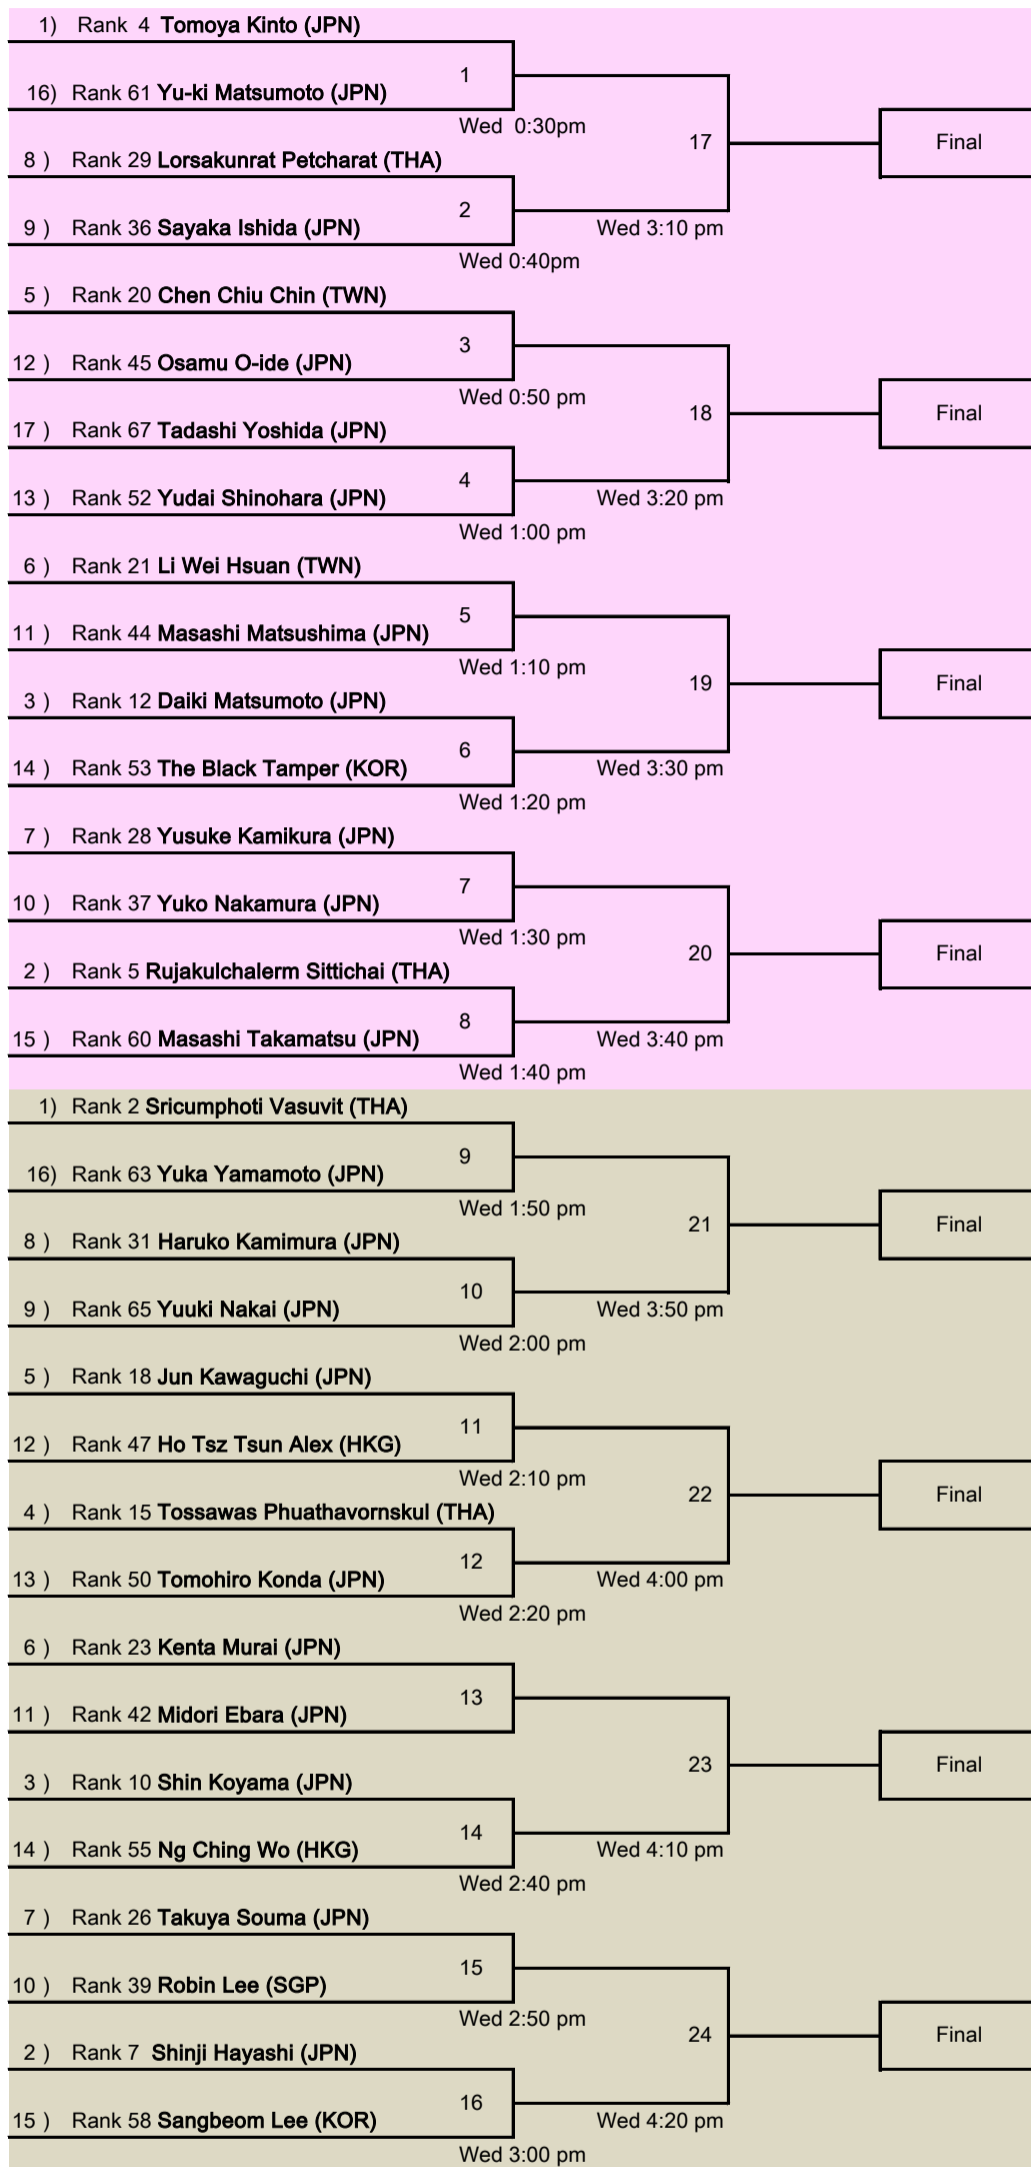 1) Rank 4 Tomoya Kinto (JPN)
1
16) Rank 61 Yu-ki Matsumoto (JPN)
Wed 0:30pm
17
Final
8 ) Rank 29 Lorsakunrat Petcharat (THA)
2
9 ) Rank 36 Sayaka Ishida (JPN)
Wed 3:10 pm
Wed 0:40pm
5 ) Rank 20 Chen Chiu Chin (TWN)
3
12 ) Rank 45 Osamu O-ide (JPN)
Wed 0:50 pm
18
Final
17 ) Rank 67 Tadashi Yoshida (JPN)
4
13 ) Rank 52 Yudai Shinohara (JPN)
Wed 3:20 pm
Wed 1:00 pm
6 ) Rank 21 Li Wei Hsuan (TWN)
5
11 ) Rank 44 Masashi Matsushima (JPN)
Wed 1:10 pm
19
Final
3 ) Rank 12 Daiki Matsumoto (JPN)
6
14 ) Rank 53 The Black Tamper (KOR)
Wed 3:30 pm
Wed 1:20 pm
7 ) Rank 28 Yusuke Kamikura (JPN)
7
10 ) Rank 37 Yuko Nakamura (JPN)
Wed 1:30 pm
20
Final
2 ) Rank 5 Rujakulchalerm Sittichai (THA)
8
15 ) Rank 60 Masashi Takamatsu (JPN)
Wed 3:40 pm
Wed 1:40 pm
1) Rank 2 Sricumphoti Vasuvit (THA)
9
16) Rank 63 Yuka Yamamoto (JPN)
Wed 1:50 pm
21
Final
8 ) Rank 31 Haruko Kamimura (JPN)
10
9 ) Rank 65 Yuuki Nakai (JPN)
Wed 3:50 pm
Wed 2:00 pm
5 ) Rank 18 Jun Kawaguchi (JPN)
11
12 ) Rank 47 Ho Tsz Tsun Alex (HKG)
Wed 2:10 pm
22
Final
4 ) Rank 15 Tossawas Phuathavornskul (THA)
12
13 ) Rank 50 Tomohiro Konda (JPN)
Wed 4:00 pm
Wed 2:20 pm
6 ) Rank 23 Kenta Murai (JPN)
13
11 ) Rank 42 Midori Ebara (JPN)
23
Final
3 ) Rank 10 Shin Koyama (JPN)
14
14 ) Rank 55 Ng Ching Wo (HKG)
Wed 4:10 pm
Wed 2:40 pm
7 ) Rank 26 Takuya Souma (JPN)
15
10 ) Rank 39 Robin Lee (SGP)
Wed 2:50 pm
24
Final
2 ) Rank 7 Shinji Hayashi (JPN)
16
15 ) Rank 58 Sangbeom Lee (KOR)
Wed 4:20 pm
Wed 3:00 pm